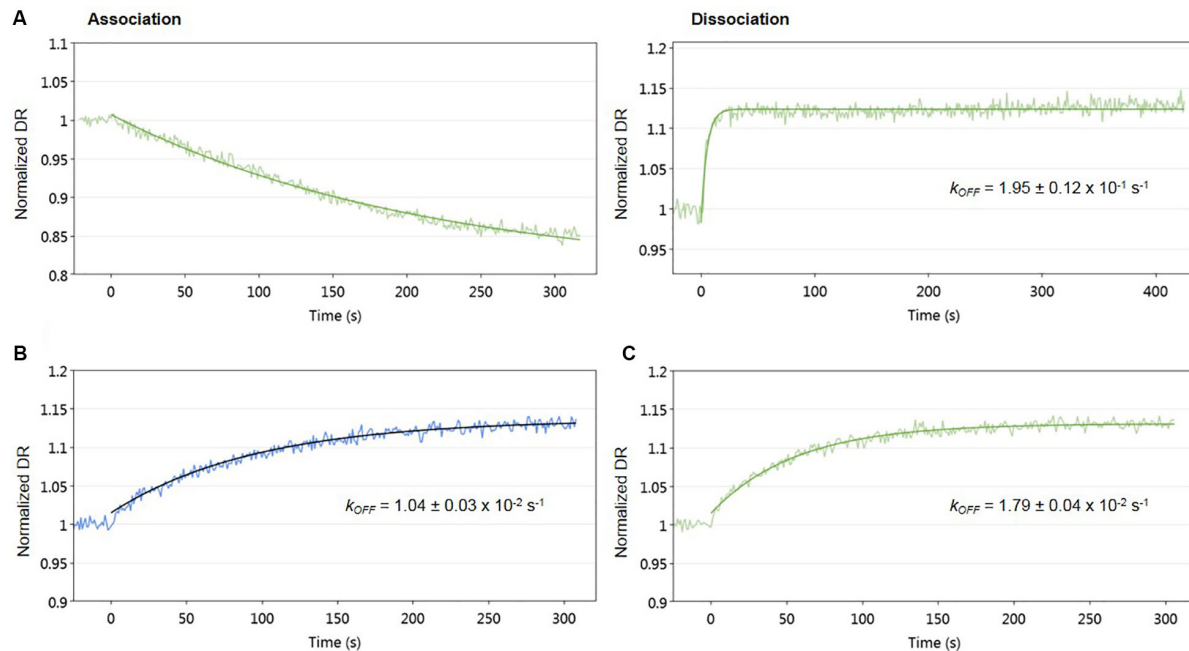 A
Association
Dissociation
Normalized DR
1.1
1.05
1
0.95
0.9
0.85
0.8
0 50 100 150 200 250 300
Time (s)
Normalized DR
1.2
1.15
1.1
1.05
1
0.95
k_OFF = 1.95 ± 0.12 x 10⁻¹ s⁻¹
0 100 200 300 400
Time (s)
B
Normalized DR
1.2
1.15
1.1
1.05
1
0.95
0.9
k_OFF = 1.04 ± 0.03 x 10⁻² s⁻¹
0 50 100 150 200 250 300
Time (s)
C
Normalized DR
1.2
1.15
1.1
1.05
1
0.95
0.9
k_OFF = 1.79 ± 0.04 x 10⁻² s⁻¹
0 50 100 150 200 250 300
Time (s)